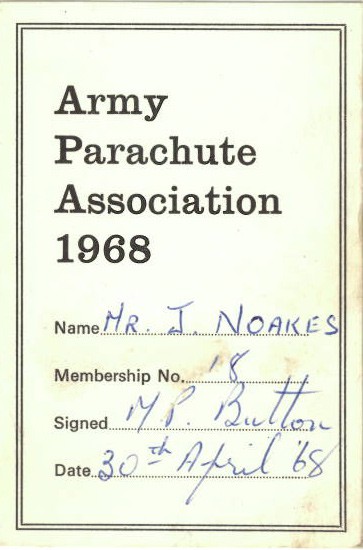 Army
Parachute
Association
1968
Name MR. J. NOAKES
Membership No. 18
Signed M.P. Button
Date 30th April '68